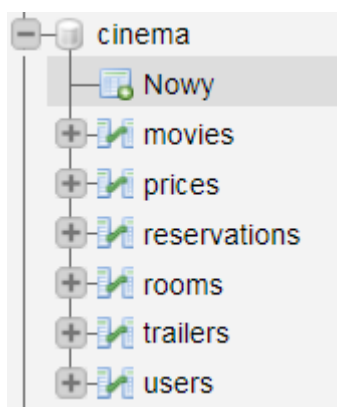 cinema
Nowy
movies
prices
reservations
rooms
trailers
users